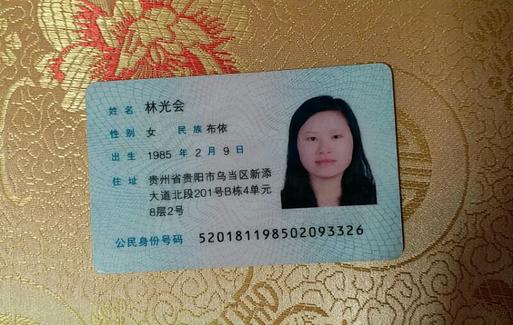 姓名 林光会
性别 女 民族 布依
出生 1985 年 2 月 9 日
住址 贵州省贵阳市乌当区新添
大道北段201号B栋4单元
8层2号
公民身份号码 520181198502093326